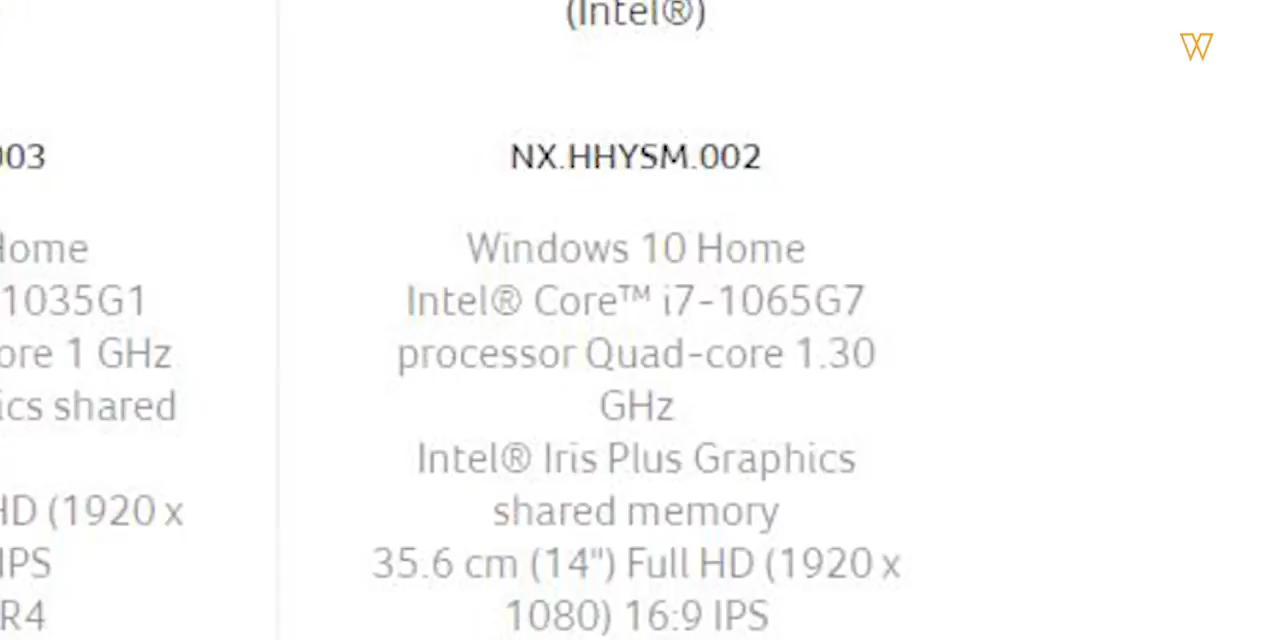 (Intel®)
003
NX.HHYSM.002
Home
1035G1
ore 1 GHz
ics shared
HD (1920 x
IPS
R4
Windows 10 Home
Intel® Core™ i7-1065G7
processor Quad-core 1.30
GHz
Intel® Iris Plus Graphics
shared memory
35.6 cm (14") Full HD (1920 x
1080) 16:9 IPS
W